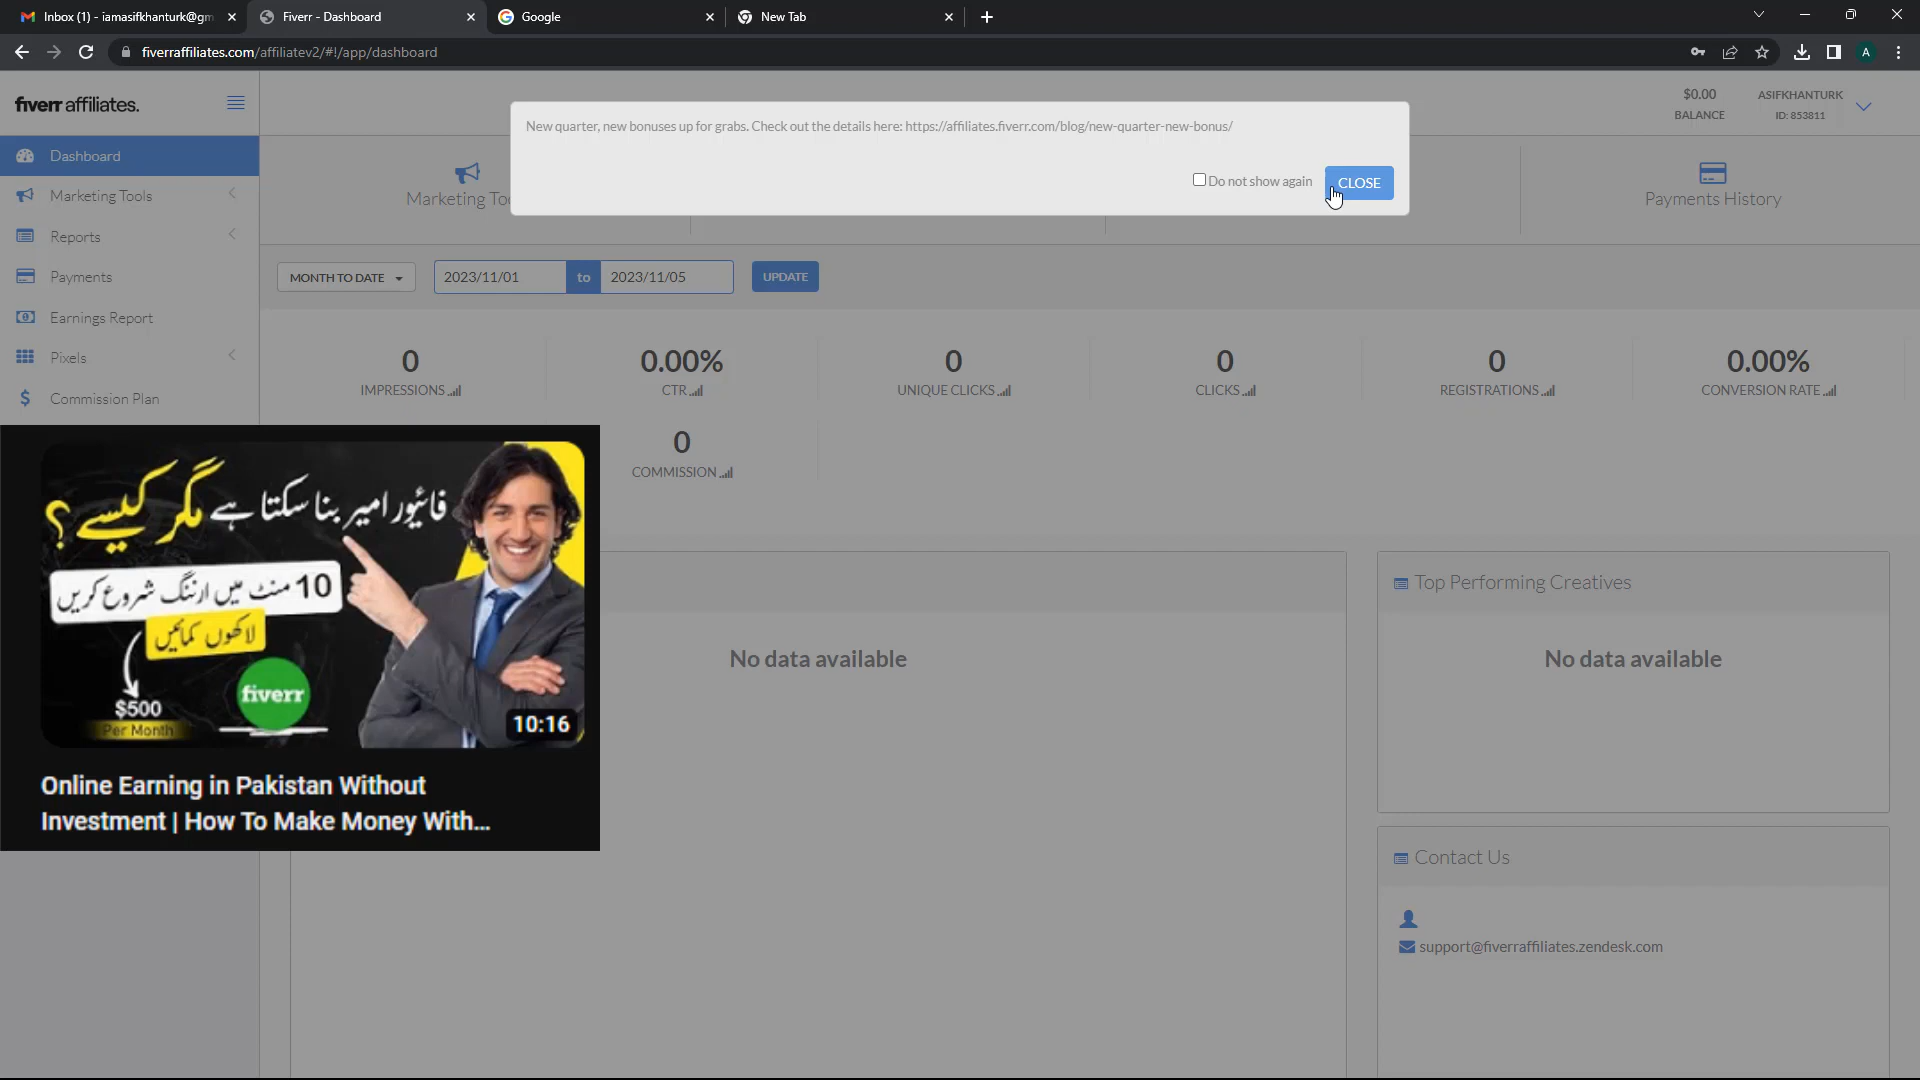 Inbox (1) - iamasifkhanturk@gm
Fiverr - Dashboard
Google
New Tab
fiverraffiliates.com/affiliatev2/#!/app/dashboard
A
fiverr affiliates.
$0.00
BALANCE
ASIFKHANTURK
ID: 853811
New quarter, new bonuses up for grabs. Check out the details here: https://affiliates.fiverr.com/blog/new-quarter-new-bonus/
Do not show again
CLOSE
Dashboard
Marketing Tools
Reports
Payments
Earnings Report
Pixels
Commission Plan
Marketing To
Payments History
MONTH TO DATE
2023/11/01
to
2023/11/05
UPDATE
0
IMPRESSIONS
0.00%
CTR
0
UNIQUE CLICKS
0
CLICKS
0
REGISTRATIONS
0.00%
CONVERSION RATE
0
COMMISSION
فائیور امیر بنا سکتا ہے مگر کیسے ؟
10 منٹ میں ارننگ شروع کریں
لاکھوں کمائیں
$500
Per Month
fiverr
10:16
Online Earning in Pakistan Without
Investment | How To Make Money With...
No data available
Top Performing Creatives
No data available
Contact Us
support@fiverraffiliates.zendesk.com